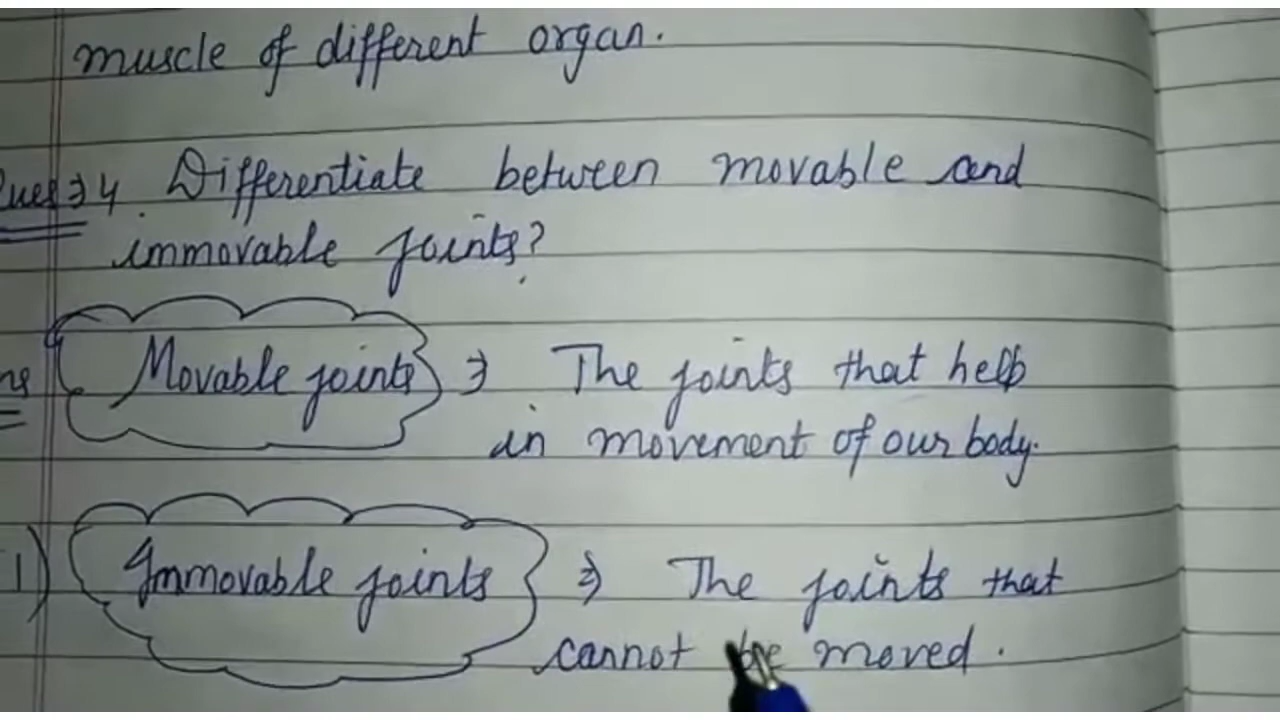 muscle of different organ.
Ques⇒4. Differentiate between movable and
immovable joints?
Movable joints ⇒ The joints that help
in movement of our body.
1) Immovable joints ⇒ The joints that
cannot be moved.